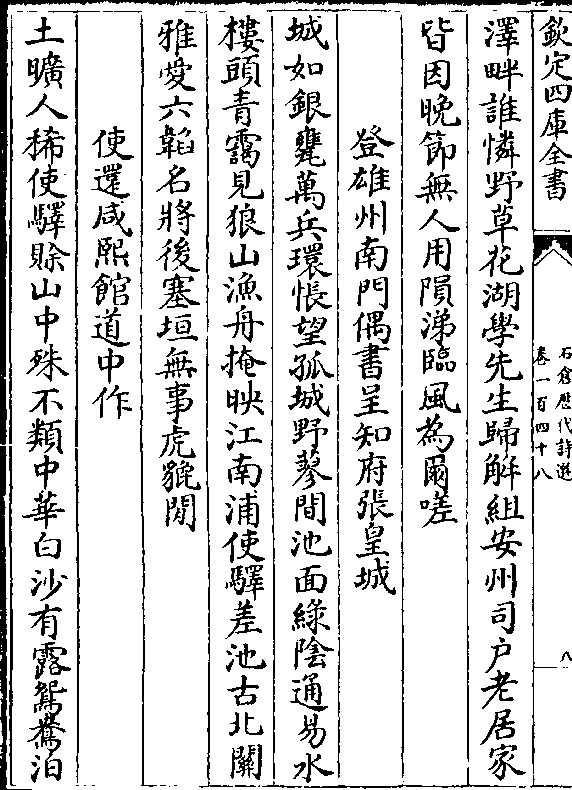 欽定四庫全書
石倉歷代詩選
卷一百四十八
八
澤畔誰憐野草花湖學先生歸解組安州司户老居家
皆因晚節無人用隕涕臨風為爾嗟
登雄州南門偶書呈知府張皇城
城如銀甕萬兵環悵望孤城野蓼間池面綠陰通易水
樓頭青靄見狼山漁舟掩映江南浦使驛差池古北關
雅愛六韜名將後塞垣無事虎貔閒
使還咸熙館道中作
土曠人稀使驛賖山中殊不類中華白沙有露鴛鴦泊